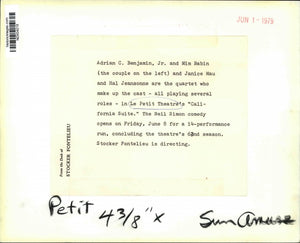 JUN 1 - 1979
Adrian C. Benjamin, Jr. and Mim Babin
(the couple on the left) and Janice Mau
and Hal Jeansonne are the quartet who
make up the cast - all playing several
roles - in Le Petit Theatre's "Cali-
fornia Suite." The Neil Simon comedy
opens on Friday, June 8 for a 14-performance
run, concluding the theatre's 62nd season.
Stocker Fontelieu is directing.
From the Desk of
STOCKER FONTELIEU
Petit 4 3/8" x
Sun